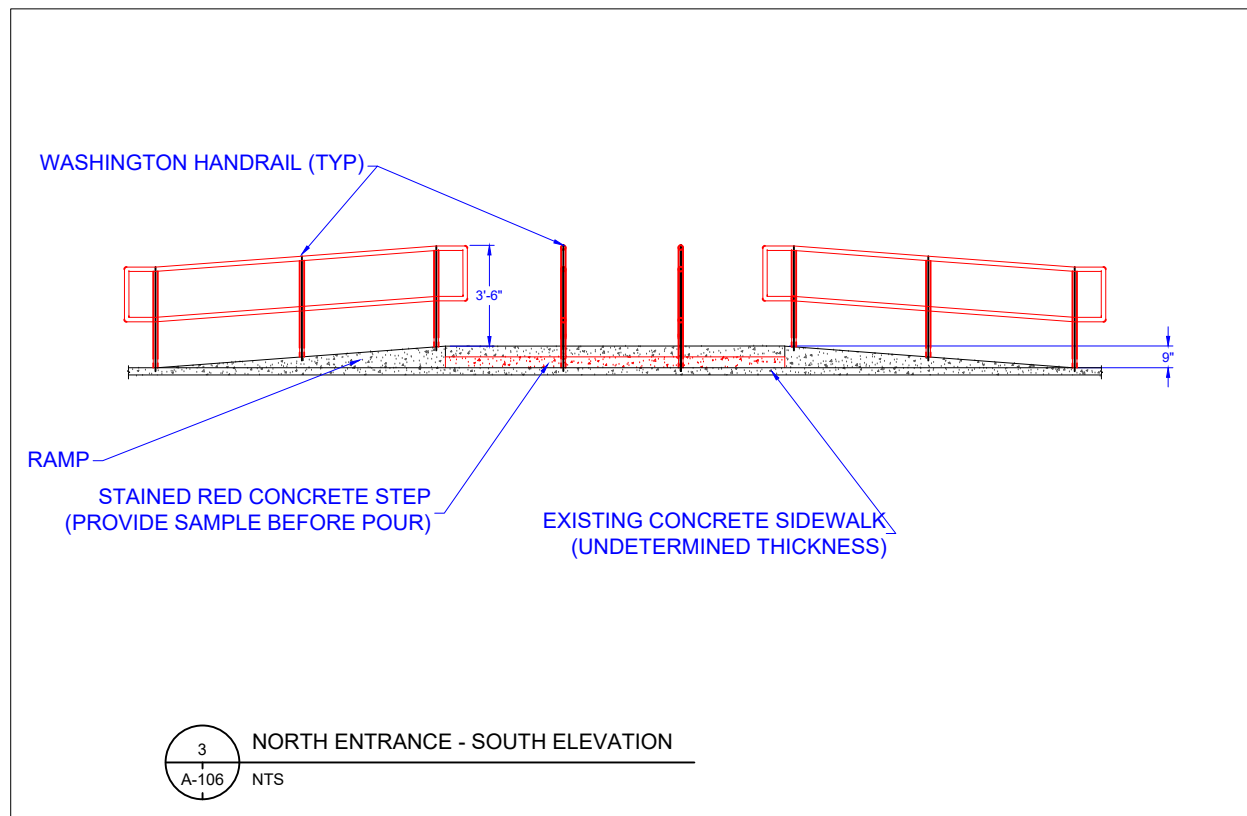 WASHINGTON HANDRAIL (TYP)
3'-6"
9"
RAMP
STAINED RED CONCRETE STEP
(PROVIDE SAMPLE BEFORE POUR)
EXISTING CONCRETE SIDEWALK
(UNDETERMINED THICKNESS)
3
NORTH ENTRANCE - SOUTH ELEVATION
A-106
NTS